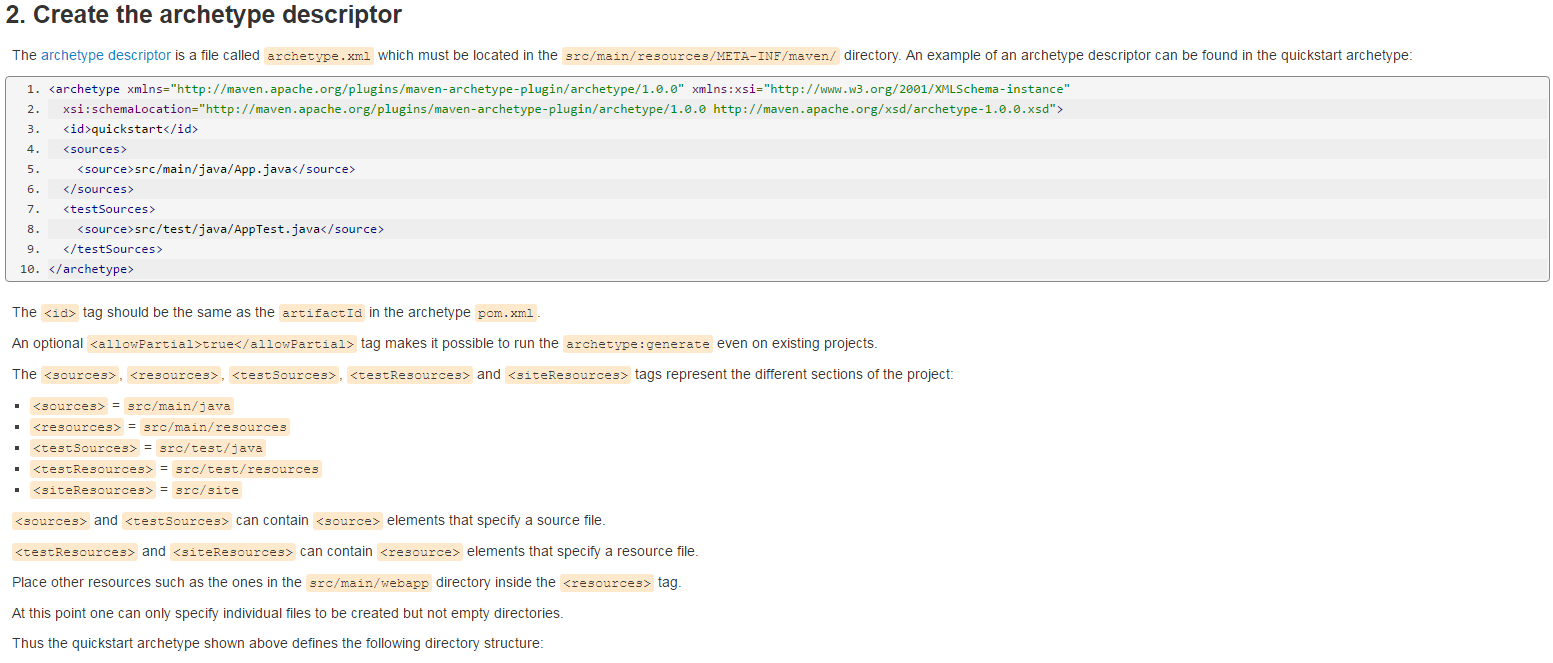 2. Create the archetype descriptor
The archetype descriptor is a file called archetype.xml which must be located in the src/main/resources/META-INF/maven/ directory. An example of an archetype descriptor can be found in the quickstart archetype:
1. <archetype xmlns="http://maven.apache.org/plugins/maven-archetype-plugin/archetype/1.0.0" xmlns:xsi="http://www.w3.org/2001/XMLSchema-instance"
2.   xsi:schemaLocation="http://maven.apache.org/plugins/maven-archetype-plugin/archetype/1.0.0 http://maven.apache.org/xsd/archetype-1.0.0.xsd">
3.   <id>quickstart</id>
4.   <sources>
5.     <source>src/main/java/App.java</source>
6.   </sources>
7.   <testSources>
8.     <source>src/test/java/AppTest.java</source>
9.   </testSources>
10. </archetype>
The <id> tag should be the same as the artifactId in the archetype pom.xml.
An optional <allowPartial>true</allowPartial> tag makes it possible to run the archetype:generate even on existing projects.
The <sources>, <resources>, <testSources>, <testResources> and <siteResources> tags represent the different sections of the project:
▪ <sources> = src/main/java
▪ <resources> = src/main/resources
▪ <testSources> = src/test/java
▪ <testResources> = src/test/resources
▪ <siteResources> = src/site
<sources> and <testSources> can contain <source> elements that specify a source file.
<testResources> and <siteResources> can contain <resource> elements that specify a resource file.
Place other resources such as the ones in the src/main/webapp directory inside the <resources> tag.
At this point one can only specify individual files to be created but not empty directories.
Thus the quickstart archetype shown above defines the following directory structure: